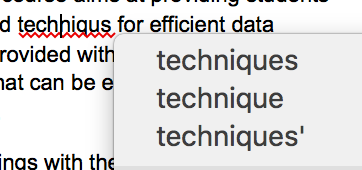 course aims at providing students
d techniqus for efficient data
rovided with
techniques
hat can be e
technique
techniques'
ings with the